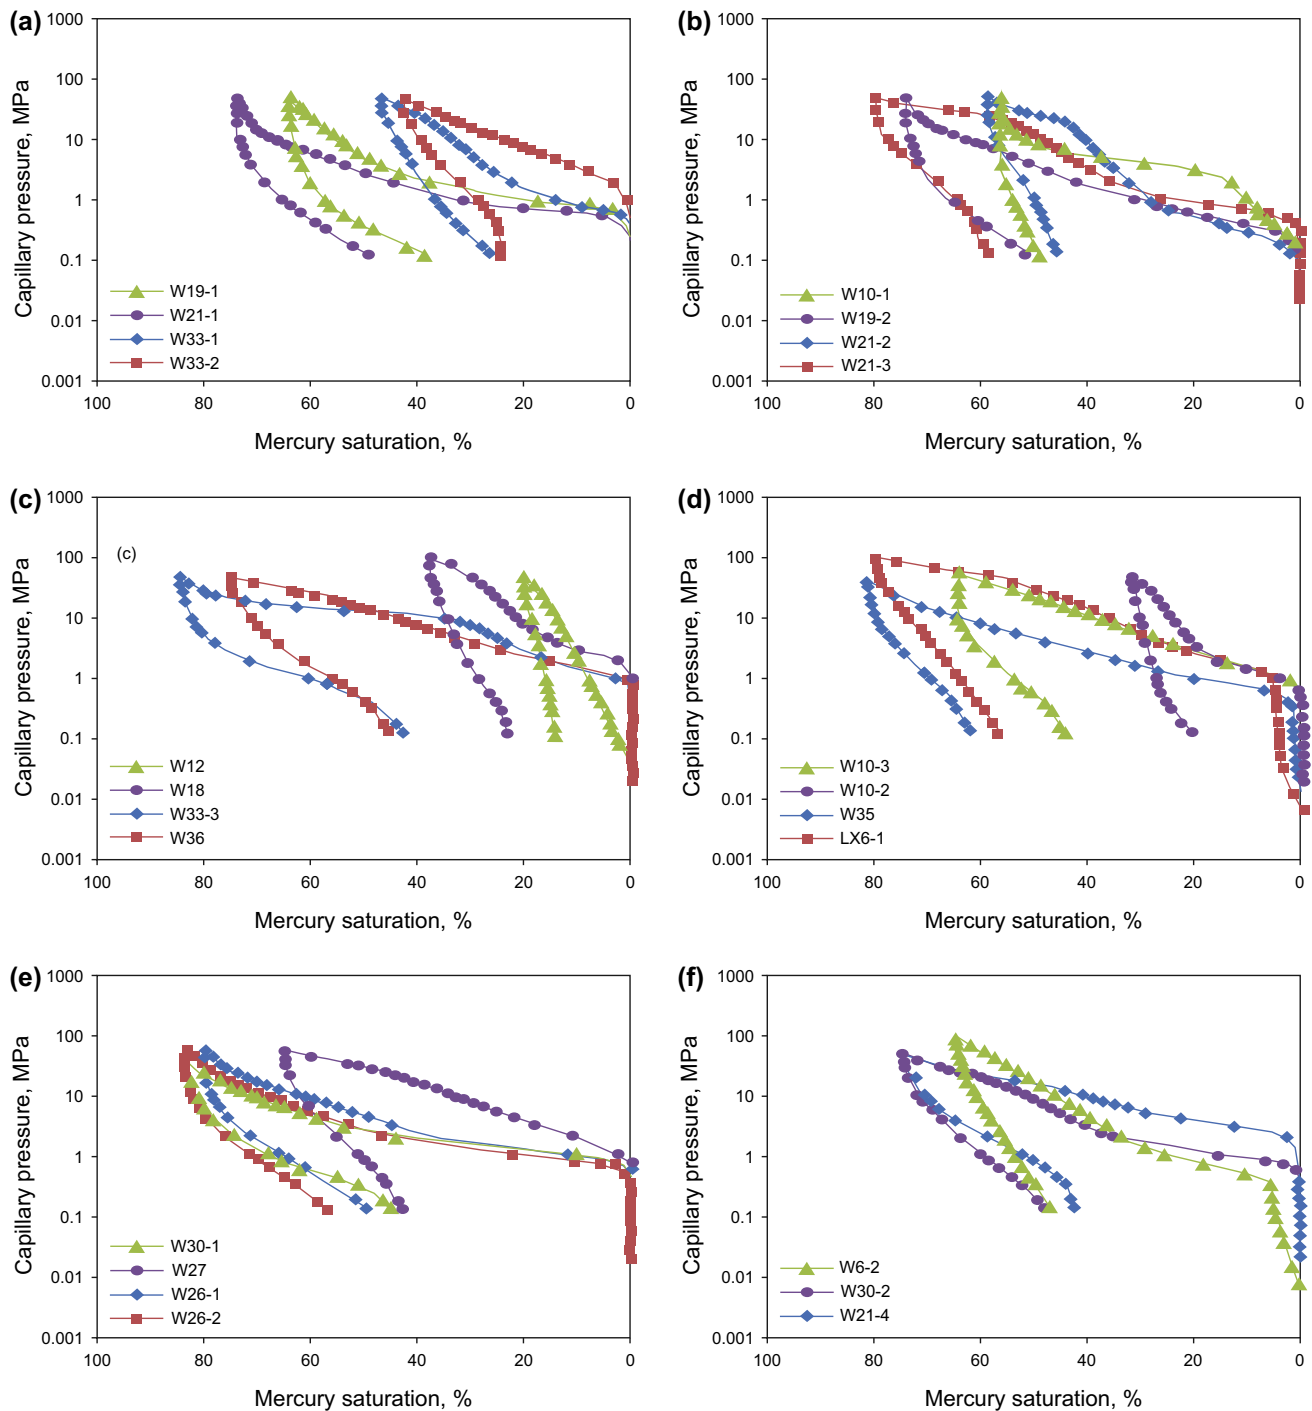 (a)
1000
100
10
1
0.1
0.01
0.001
Capillary pressure, MPa
W19-1
W21-1
W33-1
W33-2
100 80 60 40 20 0
Mercury saturation, %
(b)
1000
100
10
1
0.1
0.01
0.001
Capillary pressure, MPa
W10-1
W19-2
W21-2
W21-3
100 80 60 40 20 0
Mercury saturation, %
(c)
1000
100
10
1
0.1
0.01
0.001
Capillary pressure, MPa
(c)
W12
W18
W33-3
W36
100 80 60 40 20 0
Mercury saturation, %
(d)
1000
100
10
1
0.1
0.01
0.001
Capillary pressure, MPa
W10-3
W10-2
W35
LX6-1
100 80 60 40 20 0
Mercury saturation, %
(e)
1000
100
10
1
0.1
0.01
0.001
Capillary pressure, MPa
W30-1
W27
W26-1
W26-2
100 80 60 40 20 0
Mercury saturation, %
(f)
1000
100
10
1
0.1
0.01
0.001
Capillary pressure, MPa
W6-2
W30-2
W21-4
100 80 60 40 20 0
Mercury saturation, %